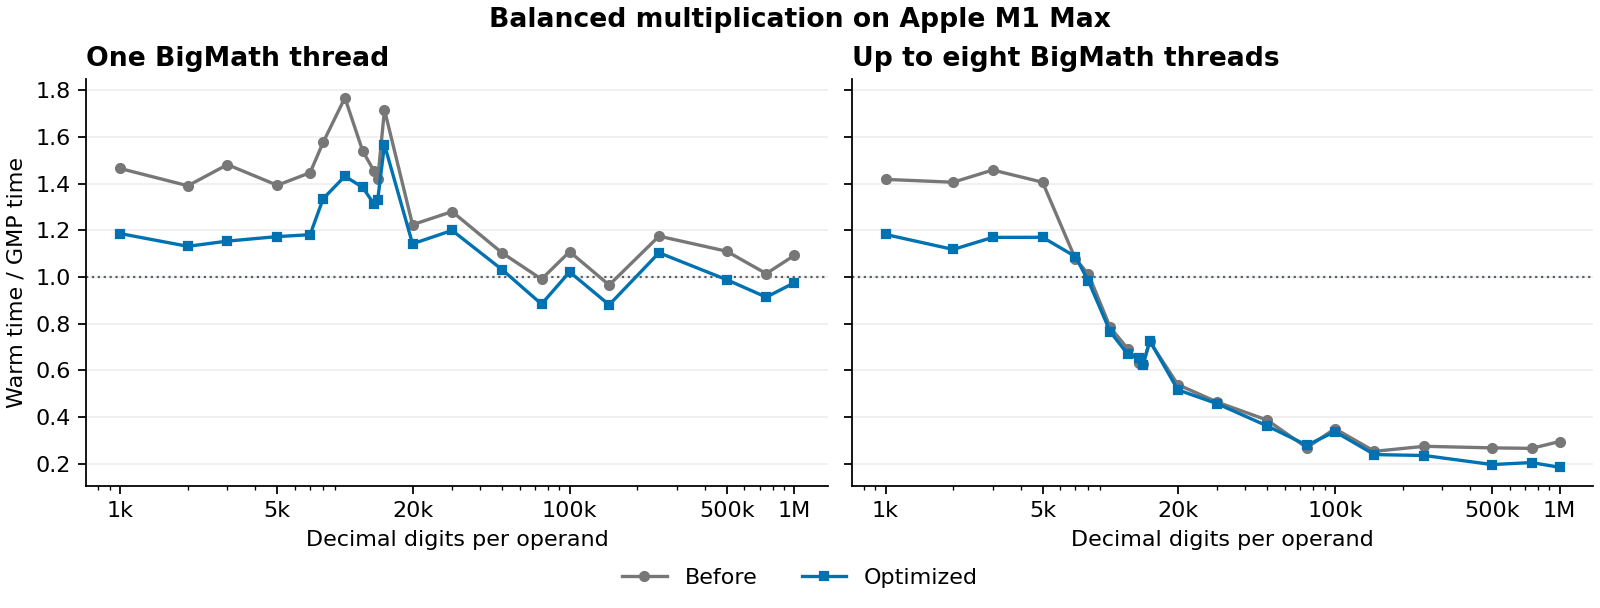 Balanced multiplication on Apple M1 Max
One BigMath thread
Up to eight BigMath threads
Warm time / GMP time
1.8
1.6
1.4
1.2
1.0
0.8
0.6
0.4
0.2
1k 5k 20k 100k 500k 1M
1k 5k 20k 100k 500k 1M
Decimal digits per operand
Decimal digits per operand
Before Optimized